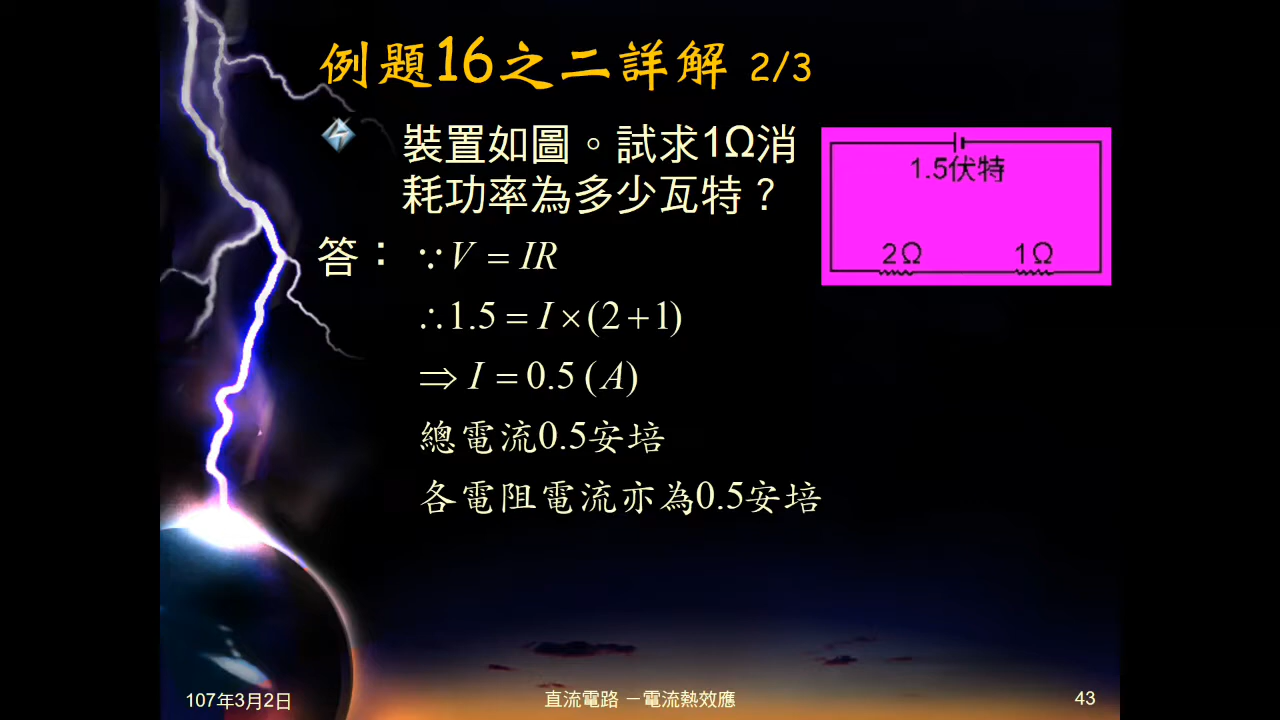 例題16之二詳解 2/3
裝置如圖。試求1Ω消
耗功率為多少瓦特？
1.5伏特
2Ω 1Ω
答： ∵V = IR
∴1.5 = I×(2+1)
⇒ I = 0.5 (A)
總電流0.5安培
各電阻電流亦為0.5安培
107年3月2日
直流電路 －電流熱效應
43